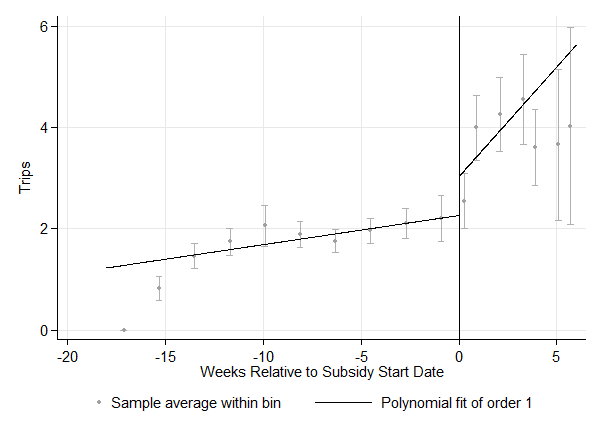 6
4
2
0
Trips
-20 -15 -10 -5 0 5
Weeks Relative to Subsidy Start Date
Sample average within bin Polynomial fit of order 1